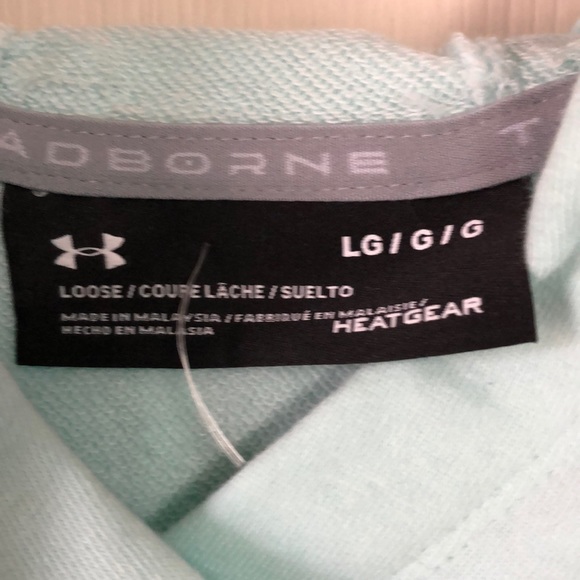 ADBORNE T
LG / G / G
LOOSE / COUPE LÂCHE / SUELTO
MADE IN MALAYSIA / FABRIQUÉ EN MALAISIE /
HECHO EN MALASIA
HEATGEAR